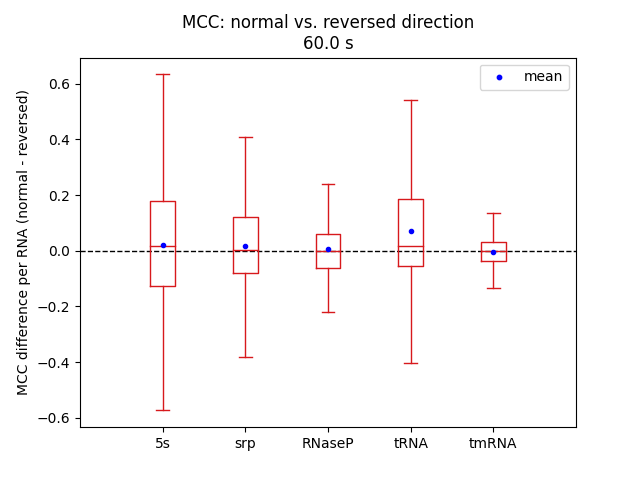 MCC: normal vs. reversed direction
60.0 s
mean
MCC difference per RNA (normal - reversed)
0.6
0.4
0.2
0.0
−0.2
−0.4
−0.6
5s srp RNaseP tRNA tmRNA